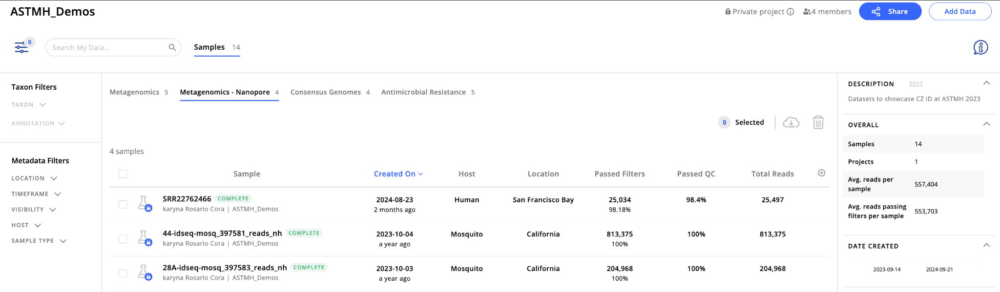 ASTMH_Demos
Private project
4 members
Share
Add Data
0
Search My Data...
Samples 14
Taxon Filters
TAXON
ANNOTATION
Metadata Filters
LOCATION
TIMEFRAME
VISIBILITY
HOST
SAMPLE TYPE
Metagenomics 5 Metagenomics - Nanopore 4 Consensus Genomes 4 Antimicrobial Resistance 5
0 Selected
4 samples
Sample Created On Host Location Passed Filters Passed QC Total Reads
SRR22762466 COMPLETE 2024-08-23 Human San Francisco Bay 25,034 98.4% 25,497
karyna Rosario Cora | ASTMH_Demos 2 months ago 98.18%
44-idseq-mosq_397581_reads_nh COMPLETE 2023-10-04 Mosquito California 813,375 100% 813,375
karyna Rosario Cora | ASTMH_Demos a year ago 100%
28A-idseq-mosq_397583_reads_nh COMPLETE 2023-10-03 Mosquito California 204,968 100% 204,968
karyna Rosario Cora | ASTMH_Demos a year ago 100%
DESCRIPTION EDIT
Datasets to showcase CZ ID at ASTMH 2023
OVERALL
Samples 14
Projects 1
Avg. reads per
sample 557,404
Avg. reads passing
filters per sample 553,703
DATE CREATED
2023-09-14 2024-09-21